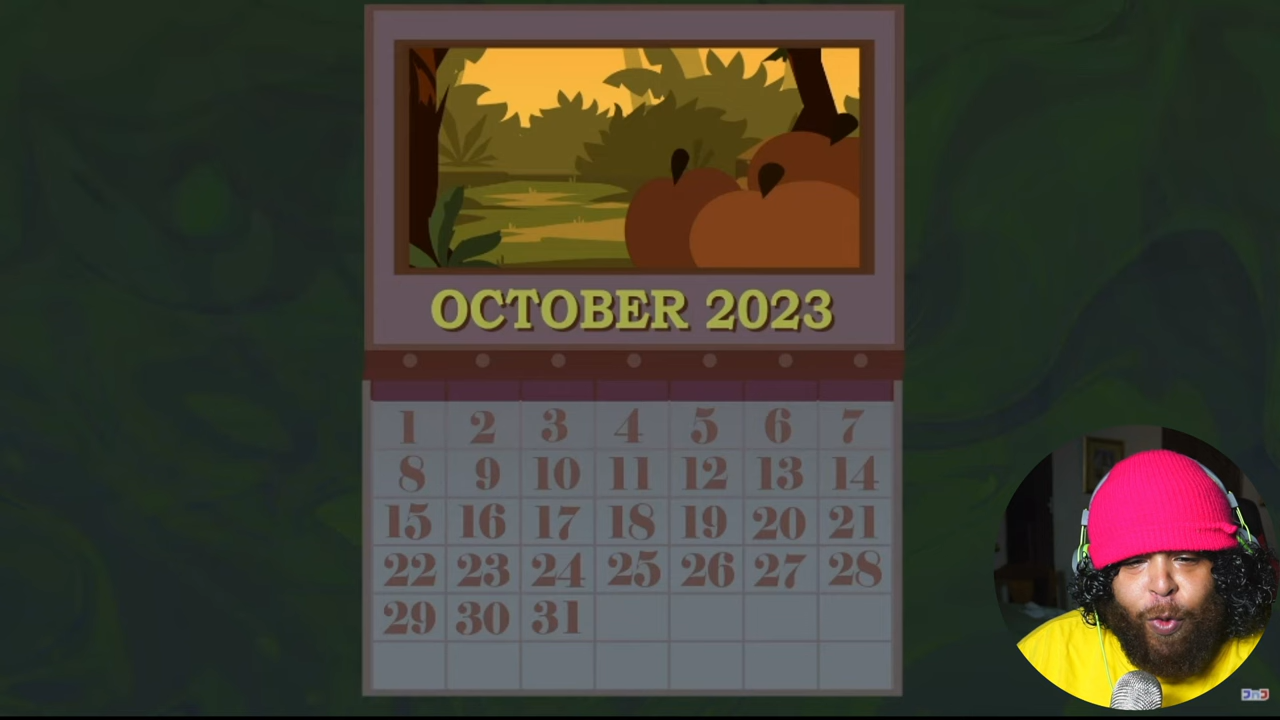 OCTOBER 2023
1 2 3 4 5 6 7
8 9 10 11 12 13 14
15 16 17 18 19 20 21
22 23 24 25 26 27 28
29 30 31